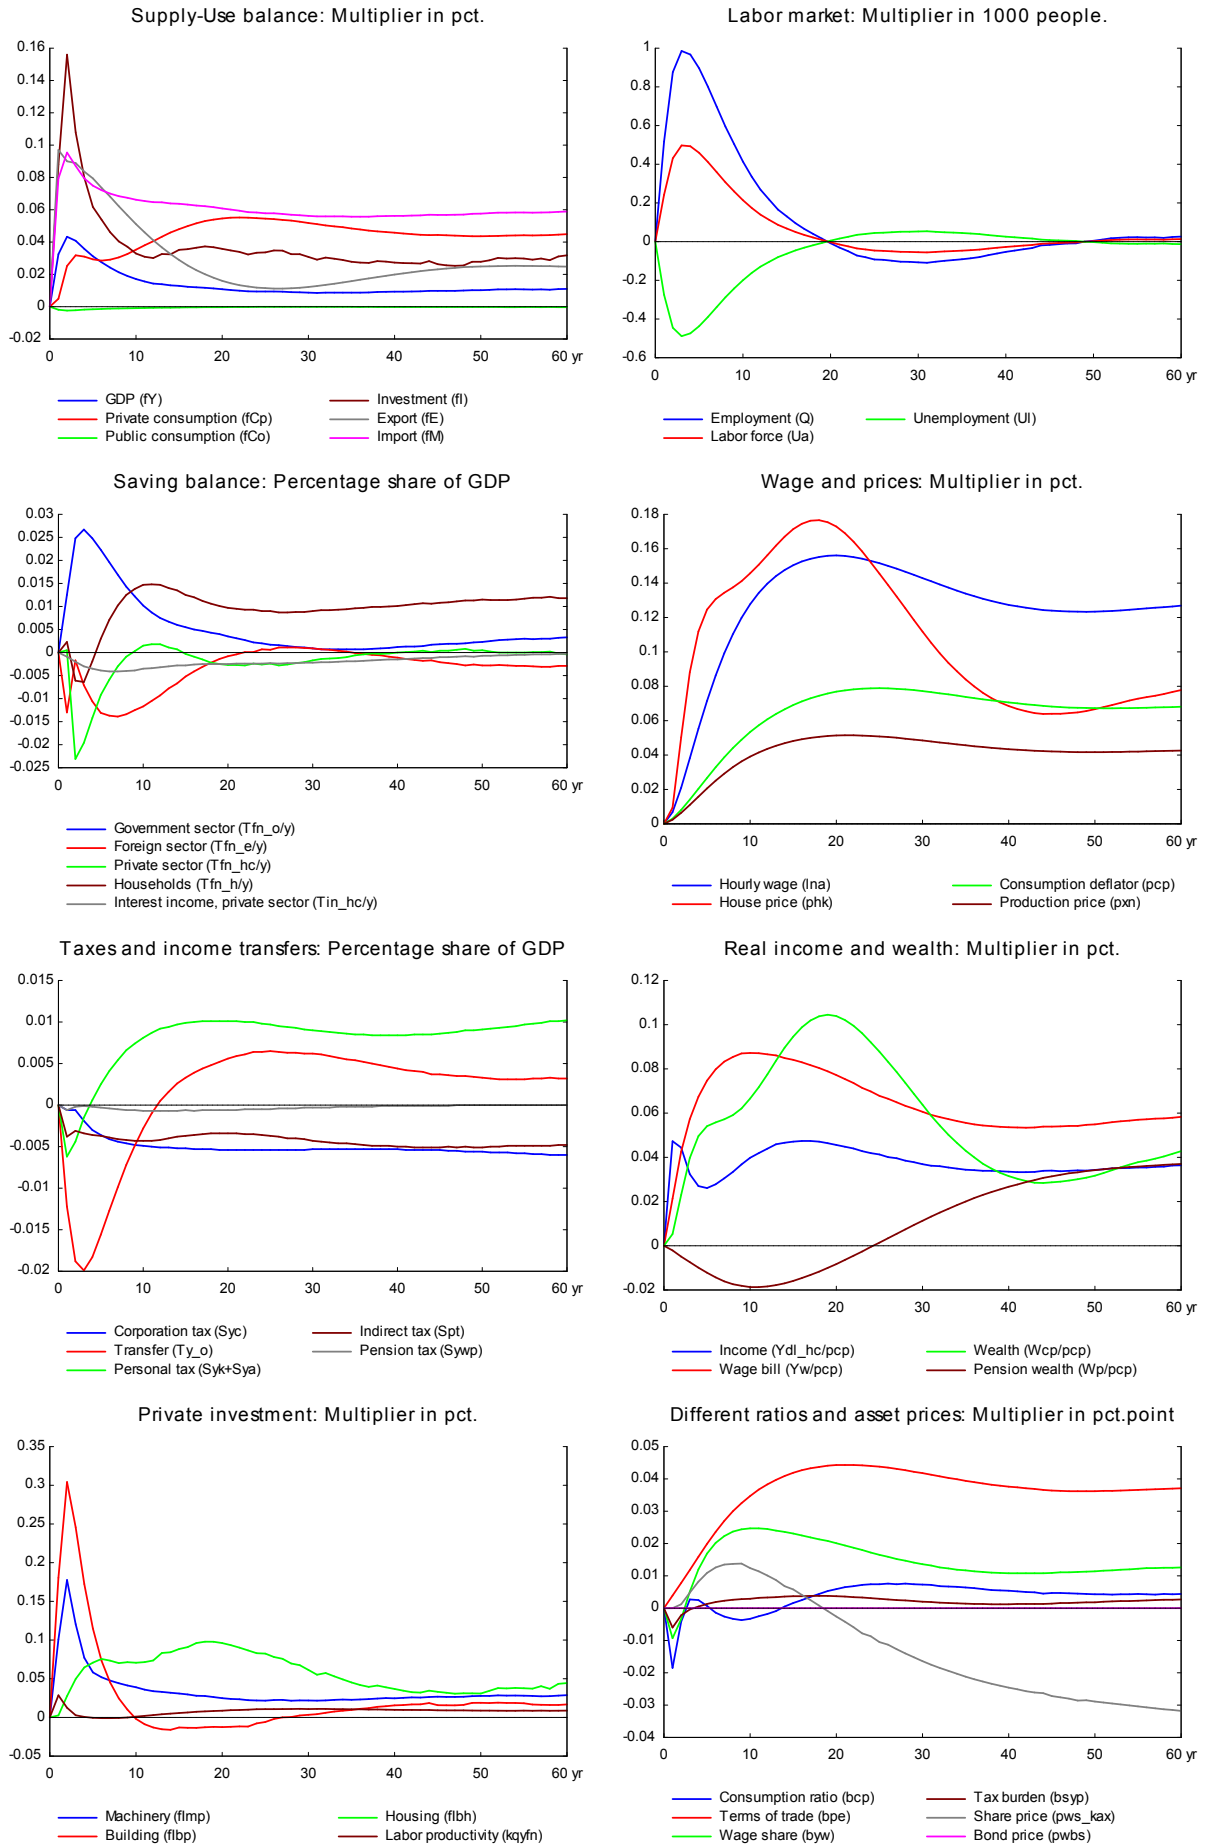 Supply-Use balance: Multiplier in pct.
0.16
0.14
0.12
0.1
0.08
0.06
0.04
0.02
0
-0.02
0 10 20 30 40 50 60 yr
GDP (fY)
Private consumption (fCp)
Public consumption (fCo)
Investment (fI)
Export (fE)
Import (fM)
Labor market: Multiplier in 1000 people.
1
0.8
0.6
0.4
0.2
0
-0.2
-0.4
-0.6
0 10 20 30 40 50 60 yr
Employment (Q)
Labor force (Ua)
Unemployment (Ul)
Saving balance: Percentage share of GDP
0.03
0.025
0.02
0.015
0.01
0.005
0
-0.005
-0.01
-0.015
-0.02
-0.025
0 10 20 30 40 50 60 yr
Government sector (Tfn_o/y)
Foreign sector (Tfn_e/y)
Private sector (Tfn_hc/y)
Households (Tfn_h/y)
Interest income, private sector (Tin_hc/y)
Wage and prices: Multiplier in pct.
0.18
0.16
0.14
0.12
0.1
0.08
0.06
0.04
0.02
0
0 10 20 30 40 50 60 yr
Hourly wage (lna)
House price (phk)
Consumption deflator (pcp)
Production price (pxn)
Taxes and income transfers: Percentage share of GDP
0.015
0.01
0.005
0
-0.005
-0.01
-0.015
-0.02
0 10 20 30 40 50 60 yr
Corporation tax (Syc)
Transfer (Ty_o)
Personal tax (Syk+Sya)
Indirect tax (Spt)
Pension tax (Sywp)
Real income and wealth: Multiplier in pct.
0.12
0.1
0.08
0.06
0.04
0.02
0
-0.02
0 10 20 30 40 50 60 yr
Income (Ydl_hc/pcp)
Wage bill (Yw/pcp)
Wealth (Wcp/pcp)
Pension wealth (Wp/pcp)
Private investment: Multiplier in pct.
0.35
0.3
0.25
0.2
0.15
0.1
0.05
0
-0.05
0 10 20 30 40 50 60 yr
Machinery (fImp)
Building (fIbp)
Housing (fIbh)
Labor productivity (kqyfn)
Different ratios and asset prices: Multiplier in pct.point
0.05
0.04
0.03
0.02
0.01
0
-0.01
-0.02
-0.03
-0.04
0 10 20 30 40 50 60 yr
Consumption ratio (bcp)
Terms of trade (bpe)
Wage share (byw)
Tax burden (bsyp)
Share price (pws_kax)
Bond price (pwbs)